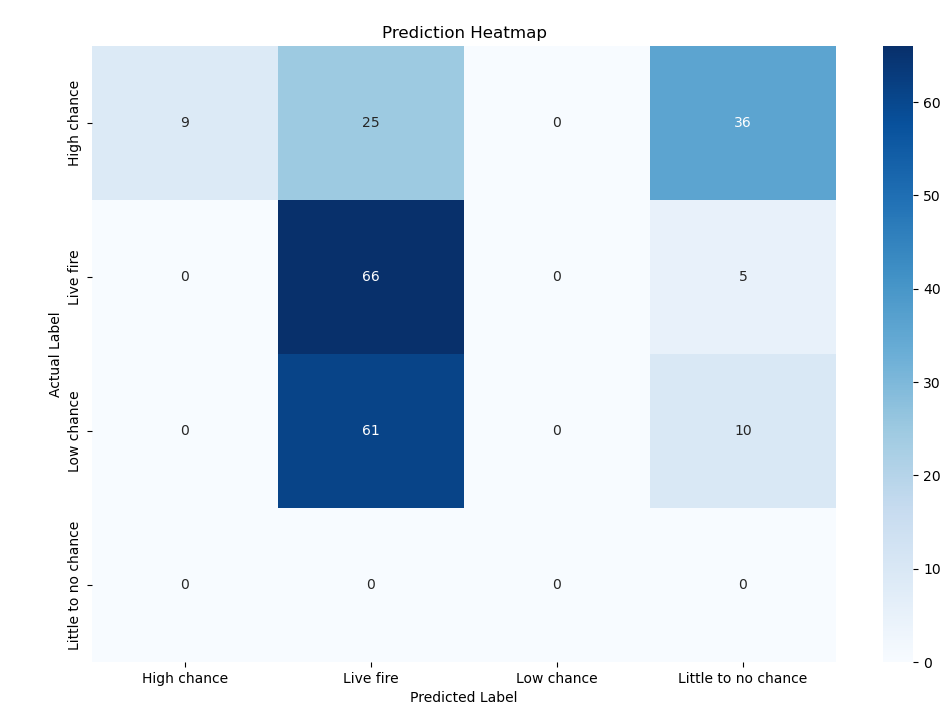 Prediction Heatmap
High chance
9
25
0
36
Live fire
0
66
0
5
Low chance
0
61
0
10
Little to no chance
0
0
0
0
Actual Label
High chance
Live fire
Low chance
Little to no chance
Predicted Label
60
50
40
30
20
10
0